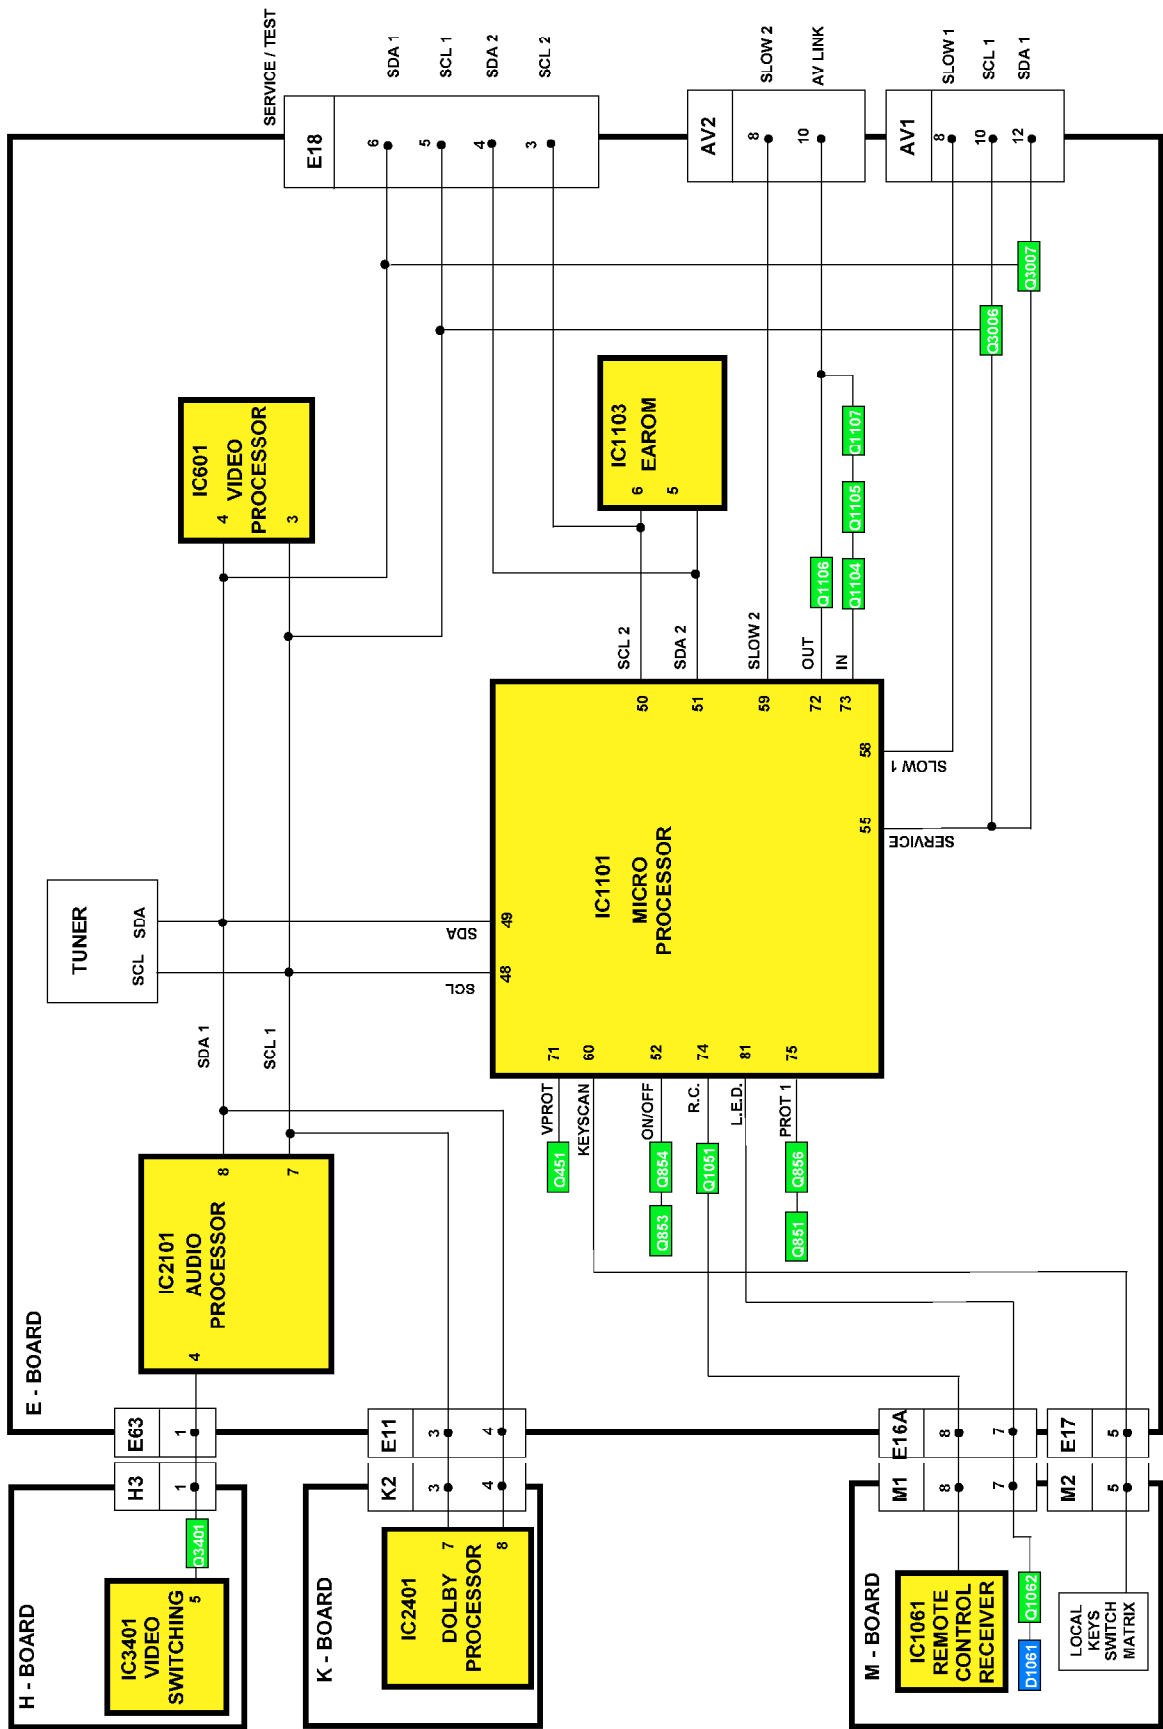 SERVICE / TEST
E18
6
SDA 1
5
SCL 1
4
SDA 2
3
SCL 2
AV2
8
SLOW 2
10
AV LINK
AV1
8
SLOW 1
10
SCL 1
12
SDA 1
Q3007
Q3006
IC601
VIDEO
PROCESSOR
4
3
IC1103
EAROM
6
5
Q1107
Q1105
Q1104
Q1106
SCL 2
SDA 2
SLOW 2
OUT
IN
50
51
59
72
73
58
SLOW 1
55
SERVICE
IC1101
MICRO
PROCESSOR
49
SDA
48
SCL
71
60
52
74
81
75
VPROT
KEYSCAN
ON/OFF
R.C.
L.E.D.
PROT 1
Q451
Q854
Q853
Q1051
Q856
Q851
TUNER
SCL
SDA
SDA 1
SCL 1
IC2101
AUDIO
PROCESSOR
8
7
4
E - BOARD
E63
1
E11
3
4
E16A
8
7
E17
5
H3
1
K2
3
4
M1
8
7
M2
5
H - BOARD
Q3401
IC3401
VIDEO
SWITCHING
5
K - BOARD
IC2401
DOLBY
PROCESSOR
7
8
M - BOARD
IC1061
REMOTE
CONTROL
RECEIVER
Q1062
D1061
LOCAL
KEYS
SWITCH
MATRIX